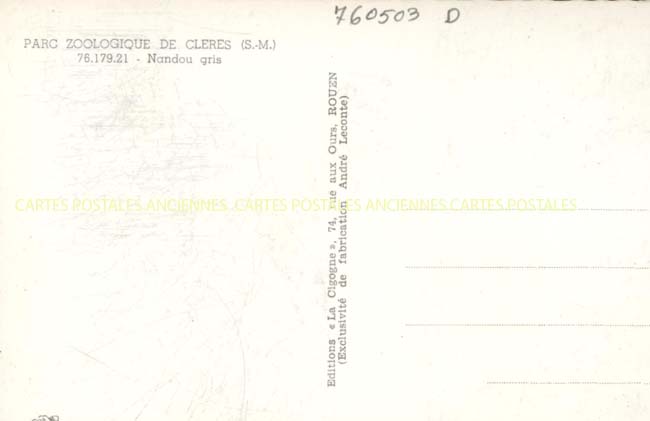 760503 D
PARC ZOOLOGIQUE DE CLERES (S.-M.)
76.179.21 - Nandou gris
Editions « La Cigogne », 74, rue aux Ours, ROUEN
(Exclusivité de fabrication André Leconte)
CARTES POSTALES ANCIENNES CARTES POSTALES ANCIENNES CARTES POSTALES